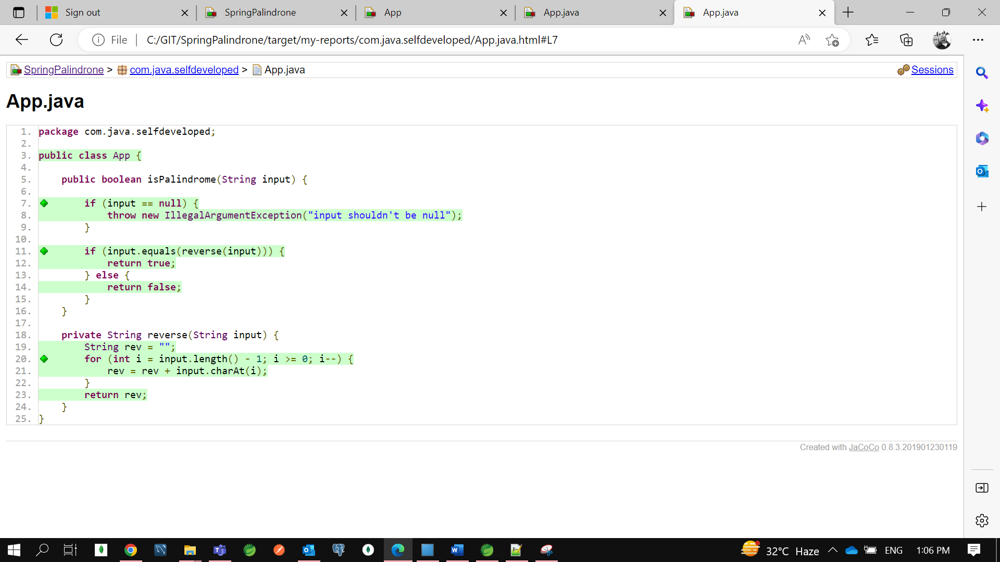 Sign out
SpringPalindrone
App
App.java
App.java
File
C:/GIT/SpringPalindrone/target/my-reports/com.java.selfdeveloped/App.java.html#L7
SpringPalindrone > com.java.selfdeveloped > App.java
Sessions
App.java
1. package com.java.selfdeveloped;
2.
3. public class App {
4.
5.     public boolean isPalindrome(String input) {
6.
7.         if (input == null) {
8.             throw new IllegalArgumentException("input shouldn't be null");
9.         }
10.
11.         if (input.equals(reverse(input))) {
12.             return true;
13.         } else {
14.             return false;
15.         }
16.     }
17.
18.     private String reverse(String input) {
19.         String rev = "";
20.         for (int i = input.length() - 1; i >= 0; i--) {
21.             rev = rev + input.charAt(i);
22.         }
23.         return rev;
24.     }
25. }
Created with JaCoCo 0.8.3.201901230119
32°C Haze
ENG
1:06 PM